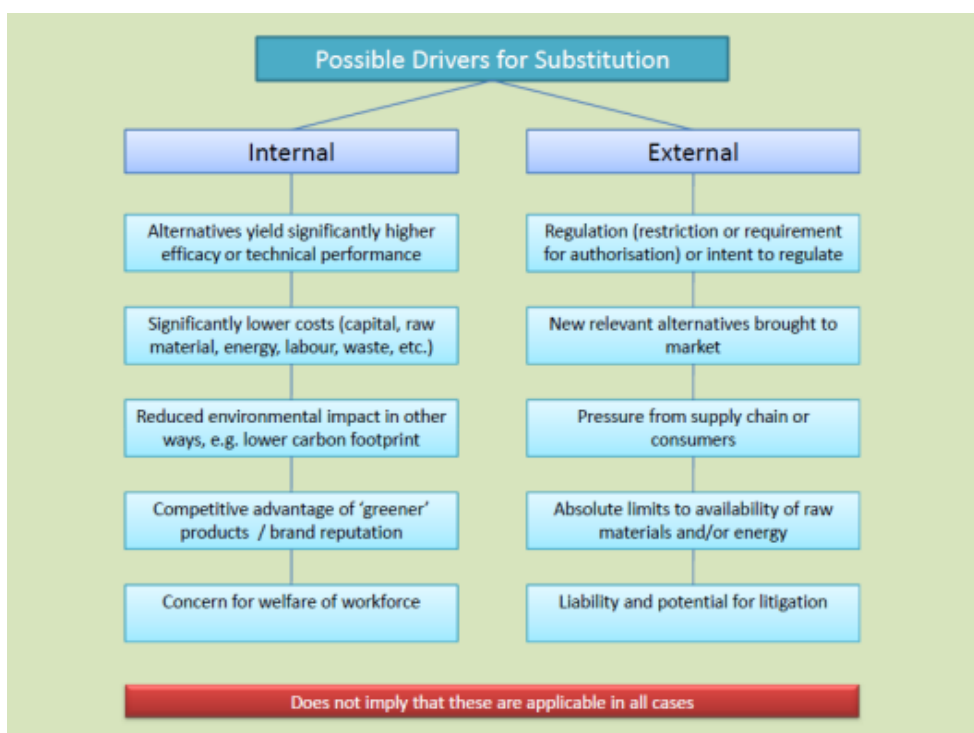 Possible Drivers for Substitution
Internal
Alternatives yield significantly higher
efficacy or technical performance
Significantly lower costs (capital, raw
material, energy, labour, waste, etc.)
Reduced environmental impact in other
ways, e.g. lower carbon footprint
Competitive advantage of ‘greener’
products / brand reputation
Concern for welfare of workforce
External
Regulation (restriction or requirement
for authorisation) or intent to regulate
New relevant alternatives brought to
market
Pressure from supply chain or
consumers
Absolute limits to availability of raw
materials and/or energy
Liability and potential for litigation
Does not imply that these are applicable in all cases